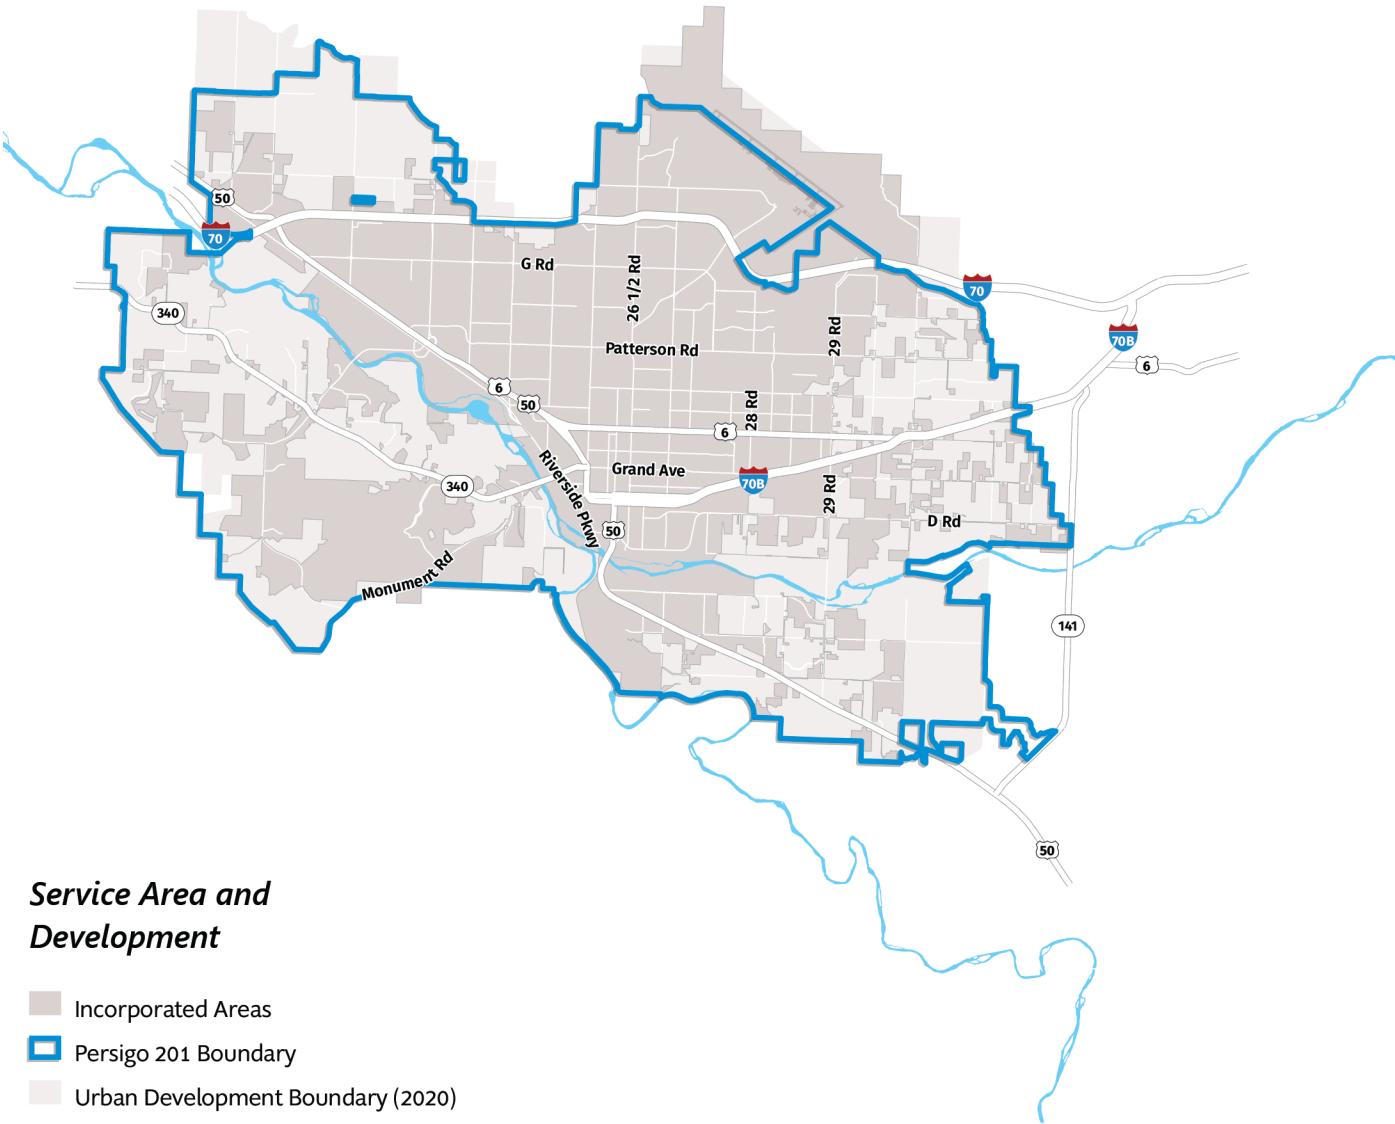 50
70
G Rd
26 1/2 Rd
70
340
29 Rd
70B
Patterson Rd
6
6
50
28 Rd
6
Grand Ave
70B
340
Riverside Pkwy
29 Rd
D Rd
50
Monument Rd
141
50
Service Area and
Development
Incorporated Areas
Persigo 201 Boundary
Urban Development Boundary (2020)